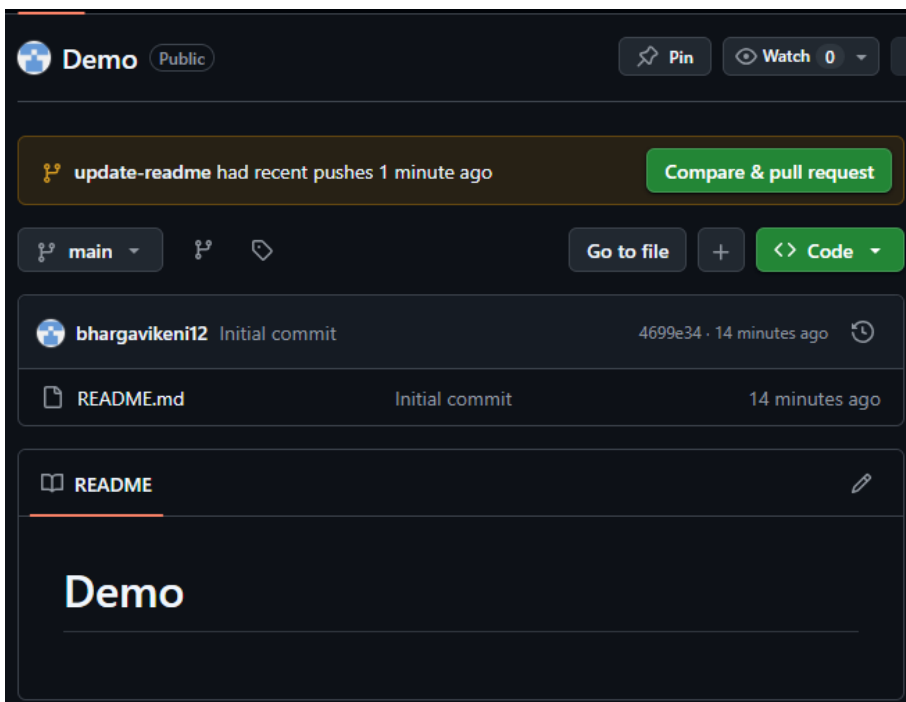 Demo Public Pin Watch 0
update-readme had recent pushes 1 minute ago Compare & pull request
main Go to file + <> Code
bhargavikeni12 Initial commit 4699e34 · 14 minutes ago
README.md Initial commit 14 minutes ago
README
Demo